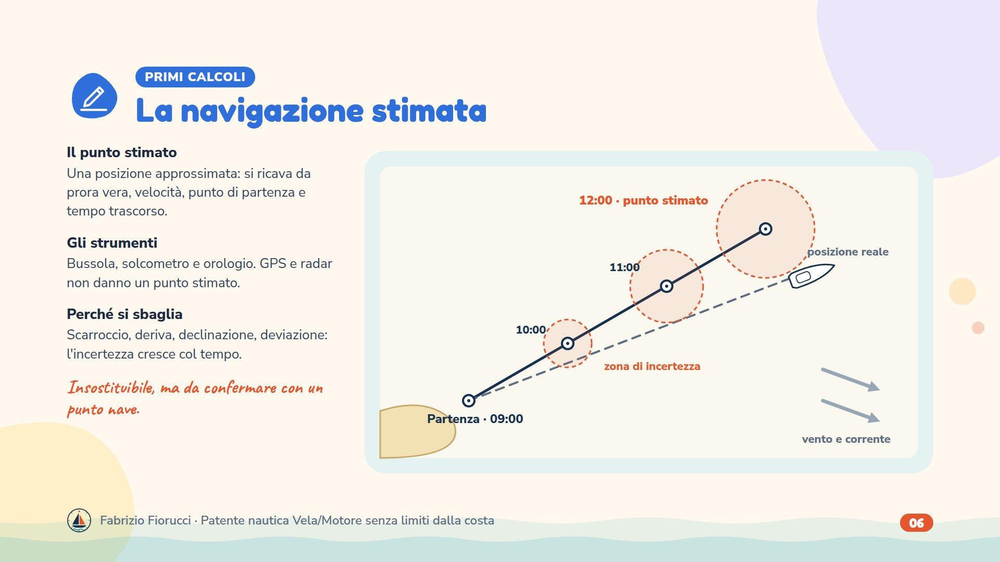 PRIMI CALCOLI
La navigazione stimata
Il punto stimato
Una posizione approssimata: si ricava da
prora vera, velocità, punto di partenza e
tempo trascorso.
Gli strumenti
Bussola, solcometro e orologio. GPS e radar
non danno un punto stimato.
Perché si sbaglia
Scarroccio, deriva, declinazione, deviazione:
l'incertezza cresce col tempo.
Insostituibile, ma da confermare con un
punto nave.
12:00 · punto stimato
posizione reale
11:00
10:00
zona di incertezza
Partenza · 09:00
vento e corrente
Fabrizio Fiorucci · Patente nautica Vela/Motore senza limiti dalla costa
06